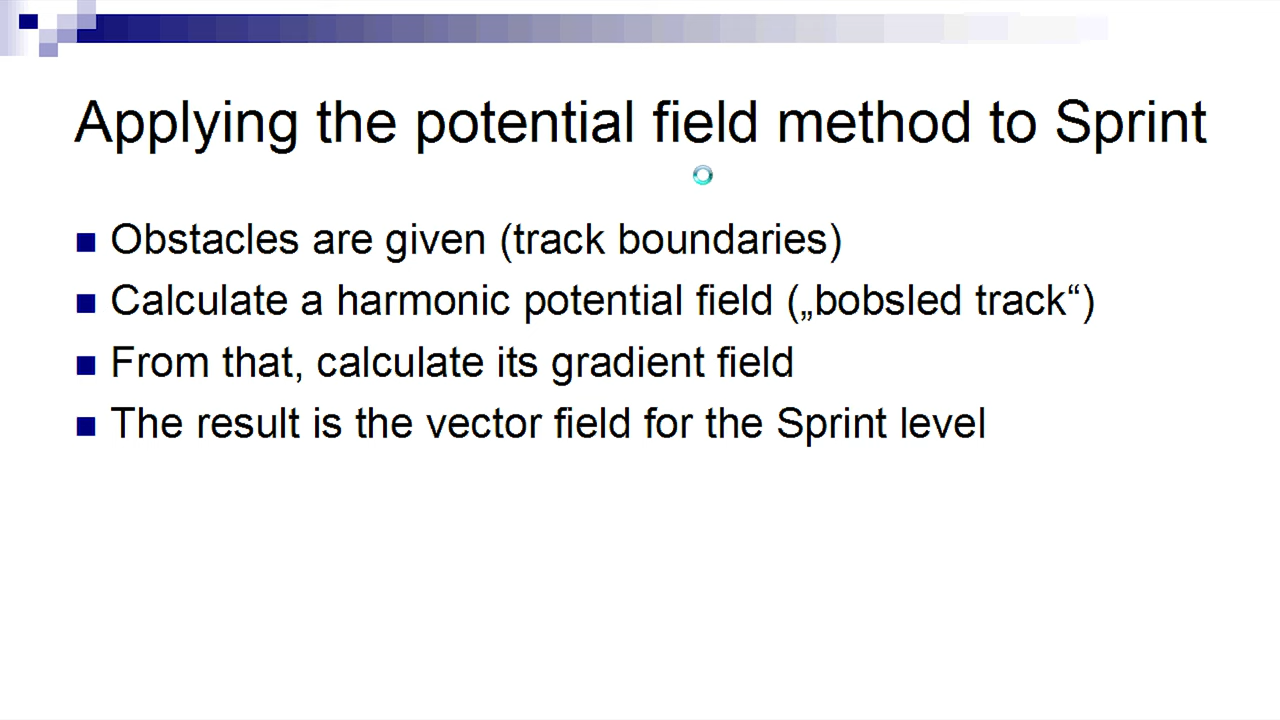 Applying the potential field method to Sprint
Obstacles are given (track boundaries)
Calculate a harmonic potential field („bobsled track“)
From that, calculate its gradient field
The result is the vector field for the Sprint level